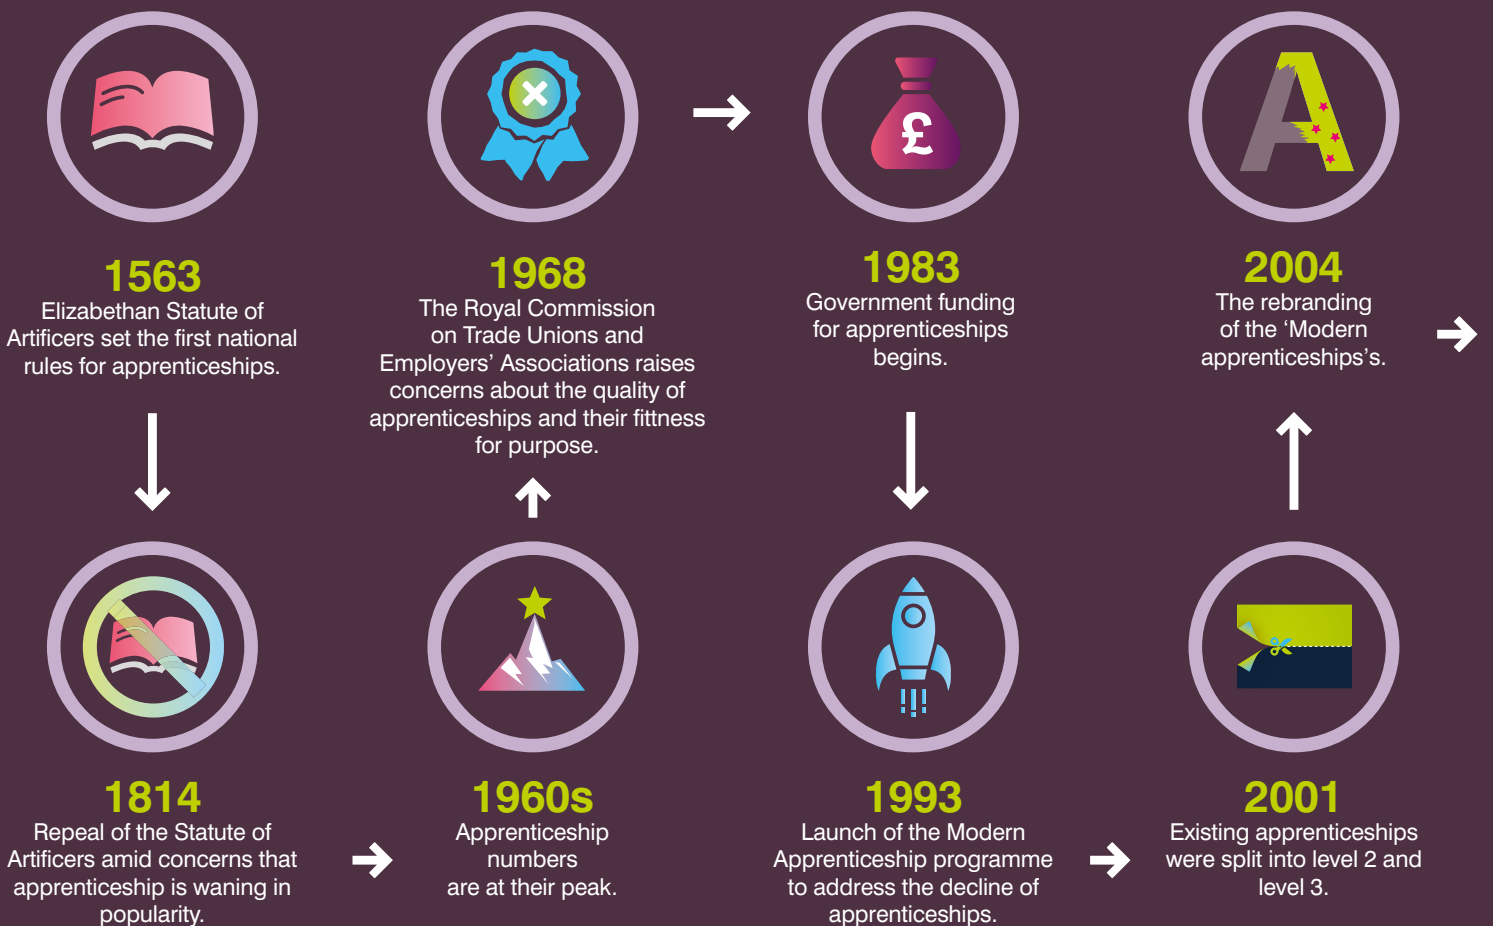 1563
Elizabethan Statute of
Artificers set the first national
rules for apprenticeships.
1814
Repeal of the Statute of
Artificers amid concerns that
apprenticeship is waning in
popularity.
1960s
Apprenticeship
numbers
are at their peak.
1968
The Royal Commission
on Trade Unions and
Employers’ Associations raises
concerns about the quality of
apprenticeships and their fittness
for purpose.
£
1983
Government funding
for apprenticeships
begins.
1993
Launch of the Modern
Apprenticeship programme
to address the decline of
apprenticeships.
2001
Existing apprenticeships
were split into level 2 and
level 3.
A
2004
The rebranding
of the ‘Modern
apprenticeships’s.